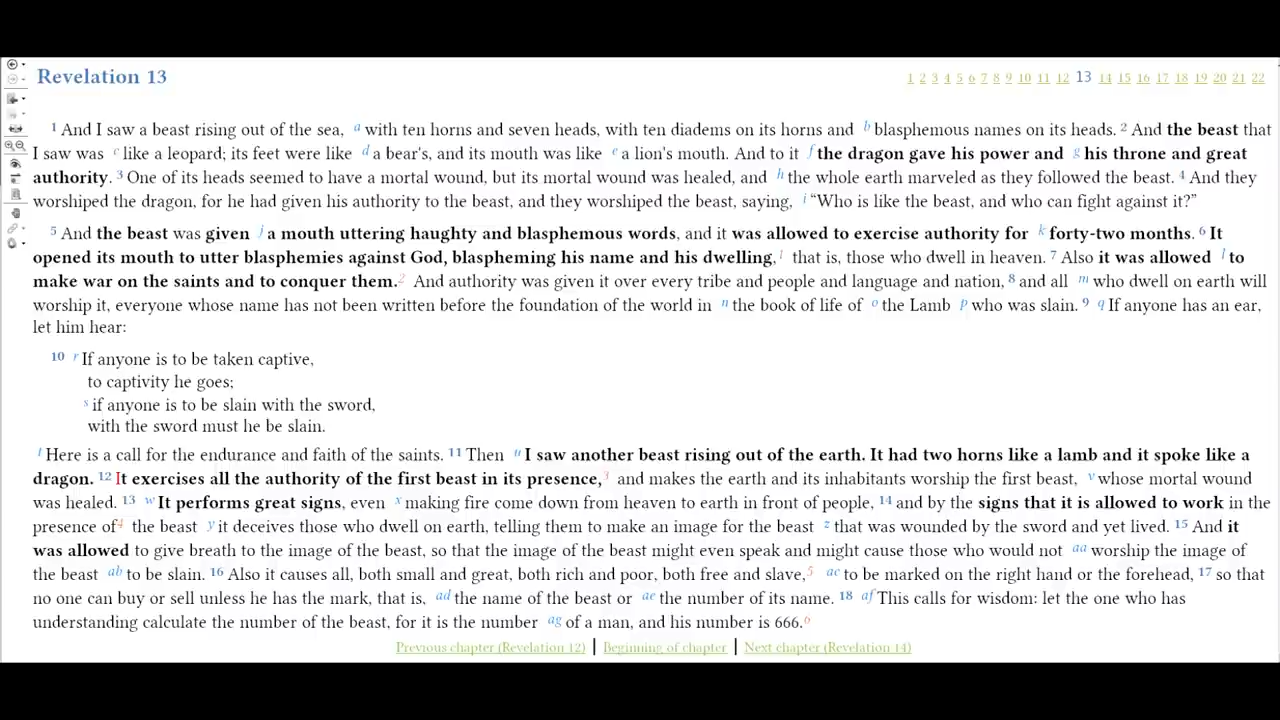 Revelation 13
1 2 3 4 5 6 7 8 9 10 11 12 13 14 15 16 17 18 19 20 21 22
1 And I saw a beast rising out of the sea, a with ten horns and seven heads, with ten diadems on its horns and b blasphemous names on its heads. 2 And the beast that
I saw was c like a leopard; its feet were like d a bear's, and its mouth was like e a lion's mouth. And to it f the dragon gave his power and g his throne and great
authority. 3 One of its heads seemed to have a mortal wound, but its mortal wound was healed, and h the whole earth marveled as they followed the beast. 4 And they
worshiped the dragon, for he had given his authority to the beast, and they worshiped the beast, saying, i “Who is like the beast, and who can fight against it?”
5 And the beast was given j a mouth uttering haughty and blasphemous words, and it was allowed to exercise authority for k forty-two months. 6 It
opened its mouth to utter blasphemies against God, blaspheming his name and his dwelling, 1 that is, those who dwell in heaven. 7 Also it was allowed l to
make war on the saints and to conquer them. 2 And authority was given it over every tribe and people and language and nation, 8 and all m who dwell on earth will
worship it, everyone whose name has not been written before the foundation of the world in n the book of life of o the Lamb p who was slain. 9 q If anyone has an ear,
let him hear:
10 r If anyone is to be taken captive,
to captivity he goes;
s if anyone is to be slain with the sword,
with the sword must he be slain.
t Here is a call for the endurance and faith of the saints. 11 Then u I saw another beast rising out of the earth. It had two horns like a lamb and it spoke like a
dragon. 12 It exercises all the authority of the first beast in its presence, 3 and makes the earth and its inhabitants worship the first beast, v whose mortal wound
was healed. 13 w It performs great signs, even x making fire come down from heaven to earth in front of people, 14 and by the signs that it is allowed to work in the
presence of 4 the beast y it deceives those who dwell on earth, telling them to make an image for the beast z that was wounded by the sword and yet lived. 15 And it
was allowed to give breath to the image of the beast, so that the image of the beast might even speak and might cause those who would not aa worship the image of
the beast ab to be slain. 16 Also it causes all, both small and great, both rich and poor, both free and slave, 5 ac to be marked on the right hand or the forehead, 17 so that
no one can buy or sell unless he has the mark, that is, ad the name of the beast or ae the number of its name. 18 af This calls for wisdom: let the one who has
understanding calculate the number of the beast, for it is the number ag of a man, and his number is 666. 6
Previous chapter (Revelation 12) | Beginning of chapter | Next chapter (Revelation 14)